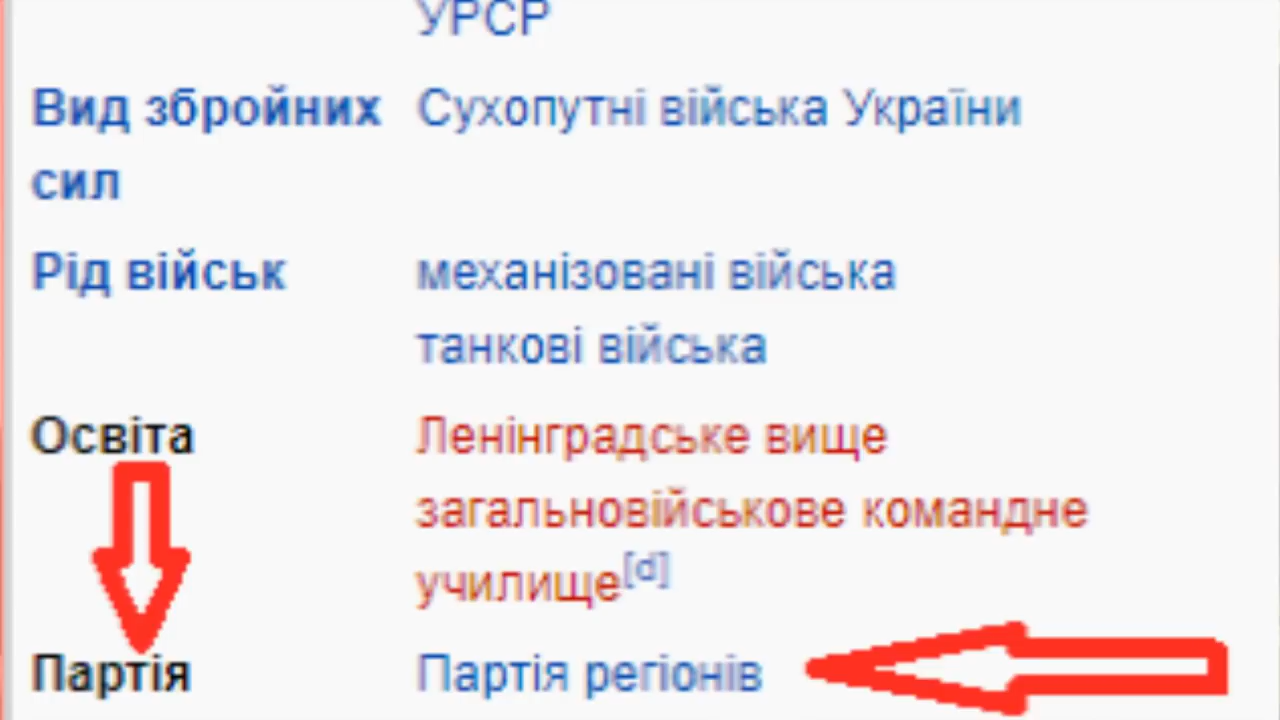 УРСР
Вид збройних Сухопутні війська України
сил
Рід військ механізовані війська
танкові війська
Освіта Ленінградське вище
загальновійськове командне
училище[d]
Партія Партія регіонів